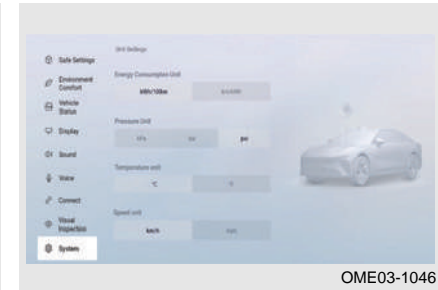 Safe Settings
Environment
Comfort
Vehicle
Status
Display
Sound
Voice
Connect
Visual
Inspection
System
Unit Settings
Energy Consumption Unit
kWh/100km
Pressure Unit
kPa
bar
psi
Temperature unit
°C
°F
Speed unit
km/h
OME03-1046